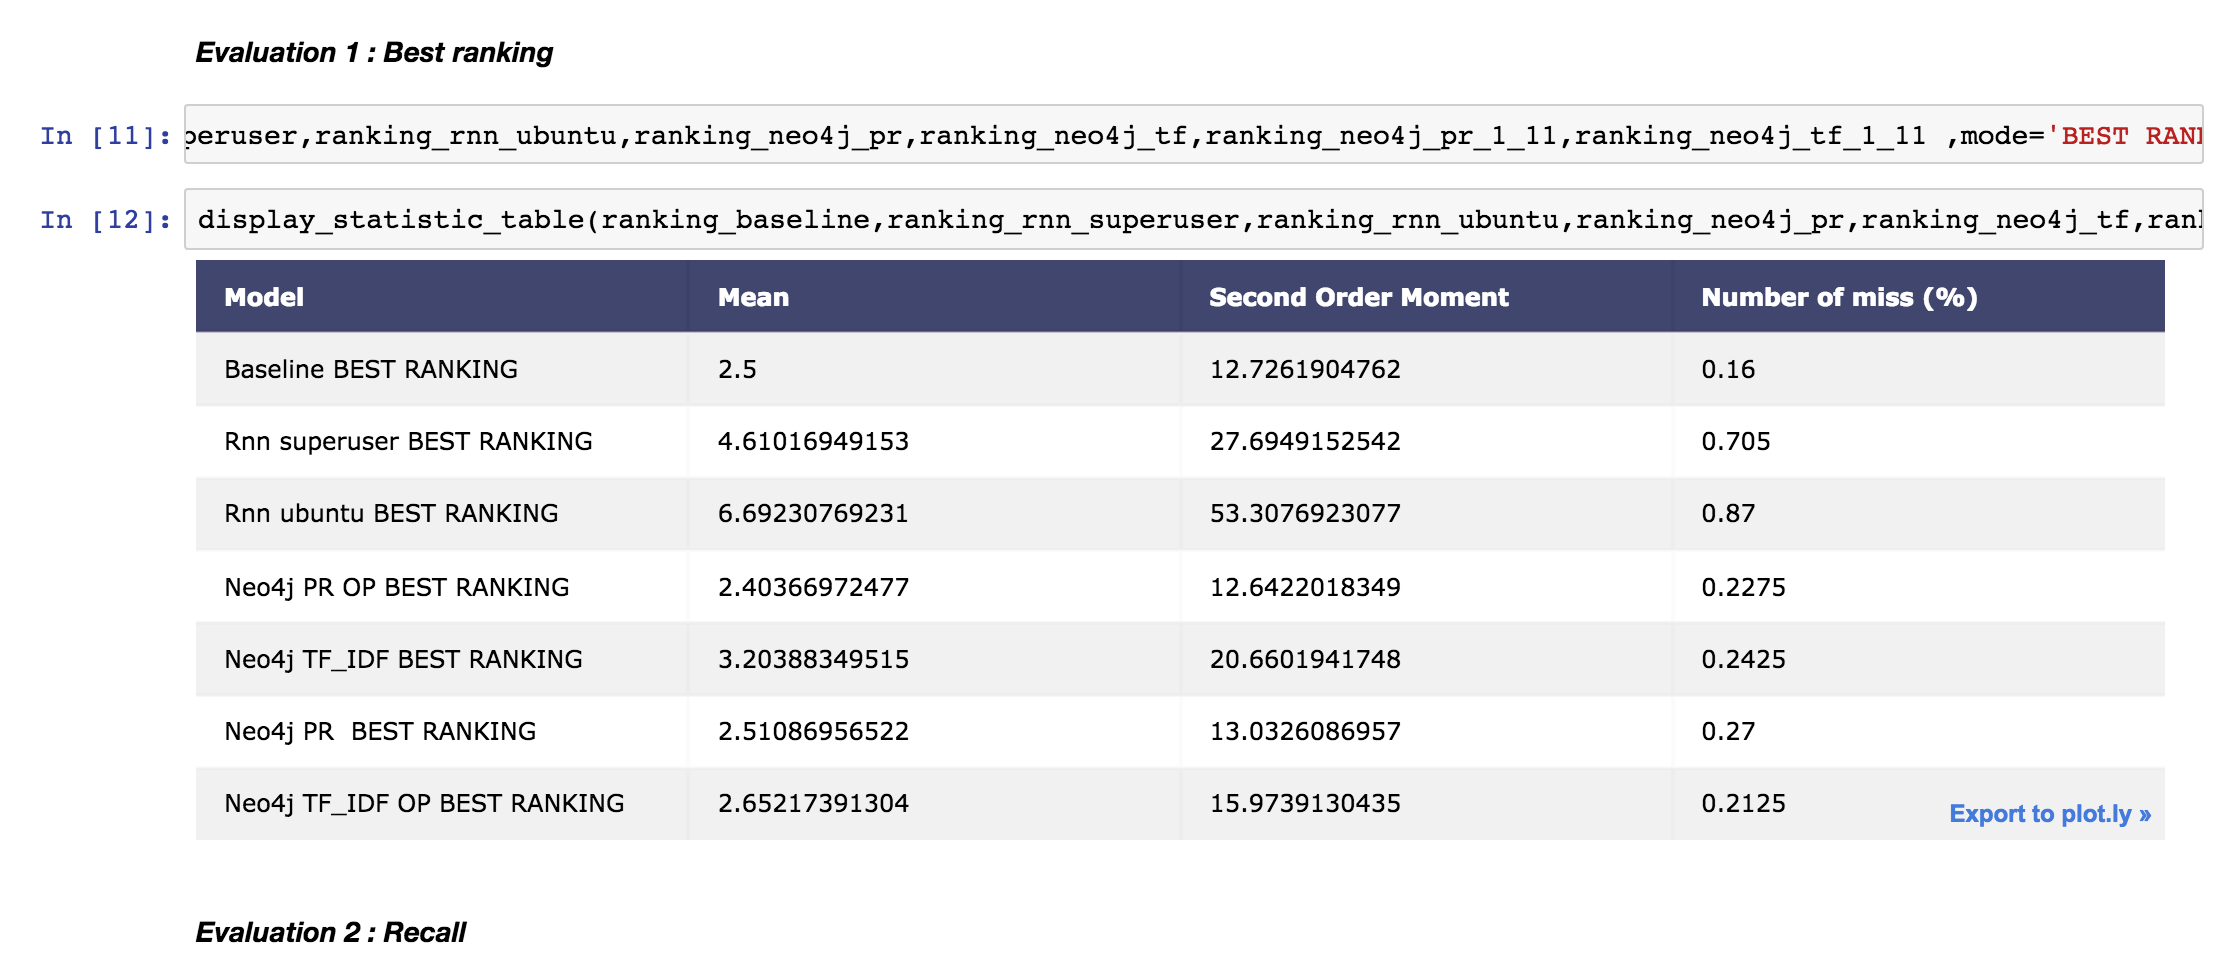 Evaluation 1 : Best ranking
In [11]: peruser,ranking_rnn_ubuntu,ranking_neo4j_pr,ranking_neo4j_tf,ranking_neo4j_pr_1_11,ranking_neo4j_tf_1_11 ,mode='BEST RAN
In [12]: display_statistic_table(ranking_baseline,ranking_rnn_superuser,ranking_rnn_ubuntu,ranking_neo4j_pr,ranking_neo4j_tf,ran
Model Mean Second Order Moment Number of miss (%)
Baseline BEST RANKING 2.5 12.7261904762 0.16
Rnn superuser BEST RANKING 4.61016949153 27.6949152542 0.705
Rnn ubuntu BEST RANKING 6.69230769231 53.3076923077 0.87
Neo4j PR OP BEST RANKING 2.40366972477 12.6422018349 0.2275
Neo4j TF_IDF BEST RANKING 3.20388349515 20.6601941748 0.2425
Neo4j PR  BEST RANKING 2.51086956522 13.0326086957 0.27
Neo4j TF_IDF OP BEST RANKING 2.65217391304 15.9739130435 0.2125
Export to plot.ly »
Evaluation 2 : Recall